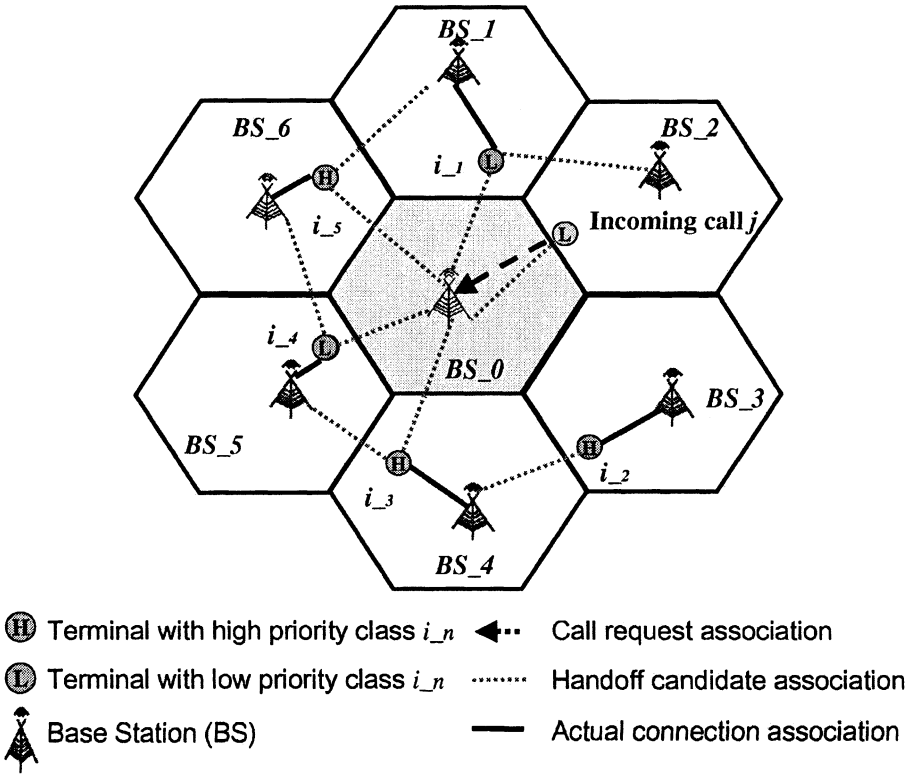 BS_1
BS_6
BS_2
i_1
L
H
i_5
L
Incoming call j
i_4
L
BS_0
BS_3
BS_5
H
H
i_3
i_2
BS_4
H Terminal with high priority class i_n
Call request association
L Terminal with low priority class i_n
Handoff candidate association
Base Station (BS)
Actual connection association